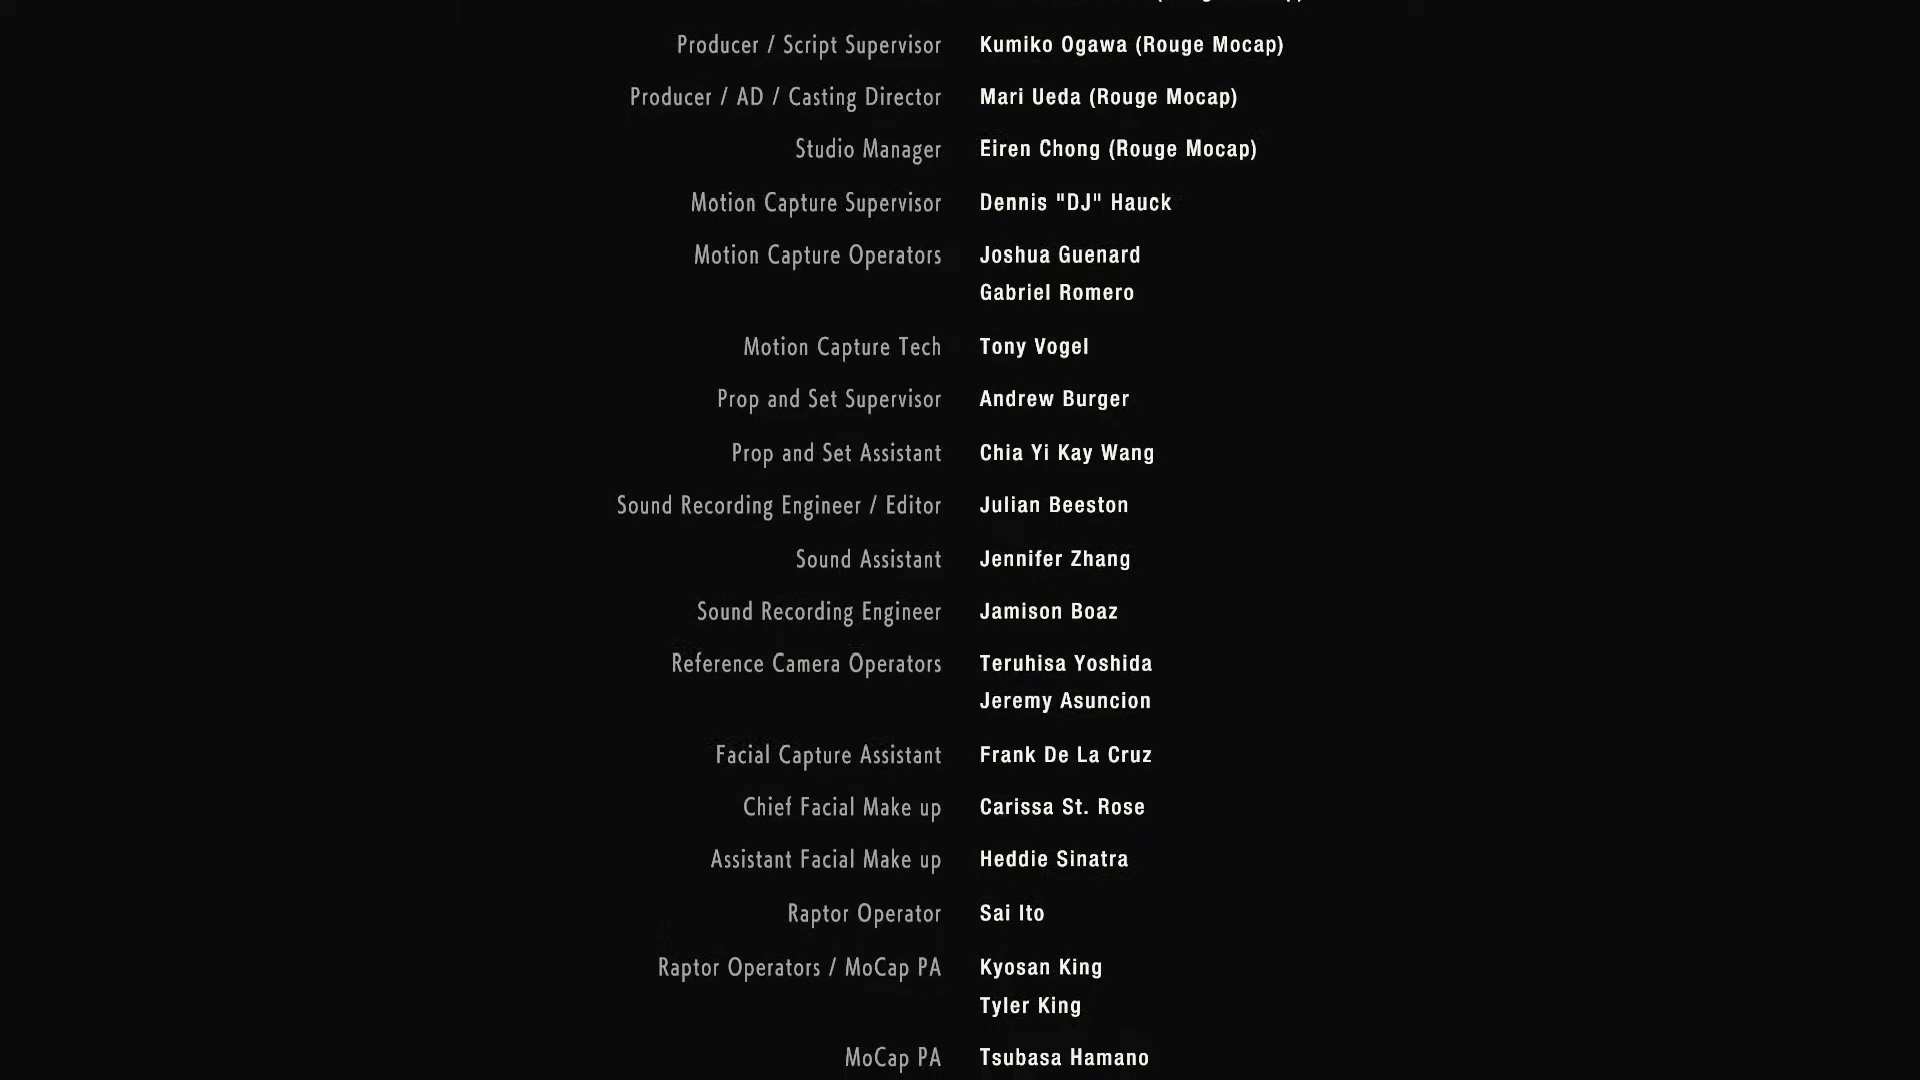 Producer / Script Supervisor Kumiko Ogawa (Rouge Mocap)
Producer / AD / Casting Director Mari Ueda (Rouge Mocap)
Studio Manager Eiren Chong (Rouge Mocap)
Motion Capture Supervisor Dennis "DJ" Hauck
Motion Capture Operators Joshua Guenard
Gabriel Romero
Motion Capture Tech Tony Vogel
Prop and Set Supervisor Andrew Burger
Prop and Set Assistant Chia Yi Kay Wang
Sound Recording Engineer / Editor Julian Beeston
Sound Assistant Jennifer Zhang
Sound Recording Engineer Jamison Boaz
Reference Camera Operators Teruhisa Yoshida
Jeremy Asuncion
Facial Capture Assistant Frank De La Cruz
Chief Facial Make up Carissa St. Rose
Assistant Facial Make up Heddie Sinatra
Raptor Operator Sai Ito
Raptor Operators / MoCap PA Kyosan King
Tyler King
MoCap PA Tsubasa Hamano